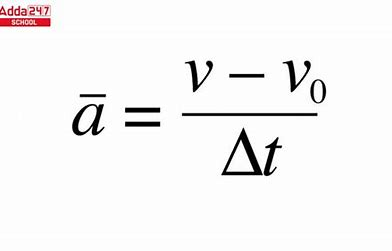 Adda247
SCHOOL
ā = (v − v₀) / Δt